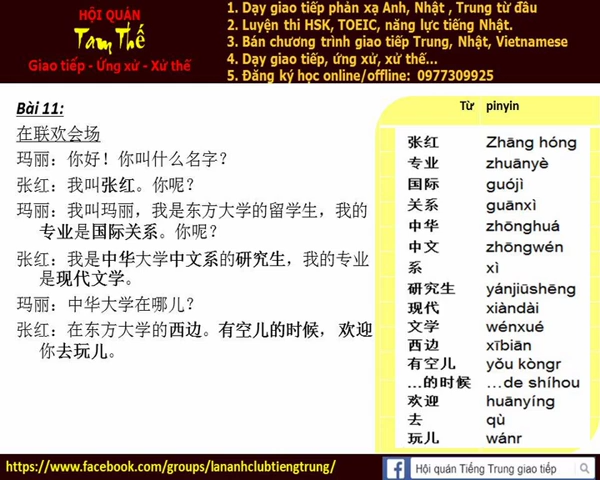 HỘI QUÁN
Tam Thế
Giao tiếp - Ứng xử - Xử thế
1. Dạy giao tiếp phản xạ Anh, Nhật , Trung từ đầu
2. Luyện thi HSK, TOEIC, năng lực tiếng Nhật.
3. Bán chương trình giao tiếp Trung, Nhật, Vietnamese
4. Dạy giao tiếp, ứng xử, xử thế...
5. Đăng ký học online/offline: 0977309925
Bài 11:
在联欢会场
玛丽：你好！你叫什么名字？
张红：我叫张红。你呢？
玛丽：我叫玛丽，我是东方大学的留学生，我的
专业是国际关系。你呢？
张红：我是中华大学中文系的研究生，我的专业
是现代文学。
玛丽：中华大学在哪儿？
张红：在东方大学的西边。有空儿的时候， 欢迎
你去玩儿。
Từ pinyin
张红 Zhāng hóng
专业 zhuānyè
国际 guójì
关系 guānxì
中华 zhōnghuá
中文 zhōngwén
系 xì
研究生 yánjiūshēng
现代 xiàndài
文学 wénxué
西边 xībiān
有空儿 yǒu kòngr
...的时候 ...de shíhou
欢迎 huānyíng
去 qù
玩儿 wánr
https://www.facebook.com/groups/lananhclubtiengtrung/
f Hội quán Tiếng Trung giao tiếp